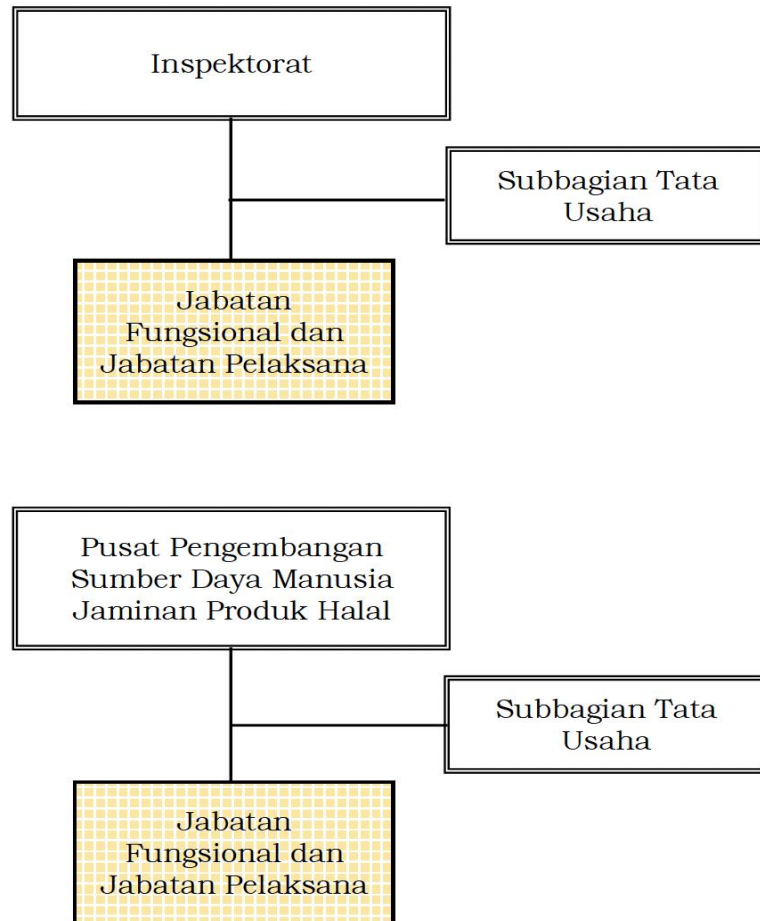 Inspektorat
Subbagian Tata
Usaha
Jabatan
Fungsional dan
Jabatan Pelaksana
Pusat Pengembangan
Sumber Daya Manusia
Jaminan Produk Halal
Subbagian Tata
Usaha
Jabatan
Fungsional dan
Jabatan Pelaksana